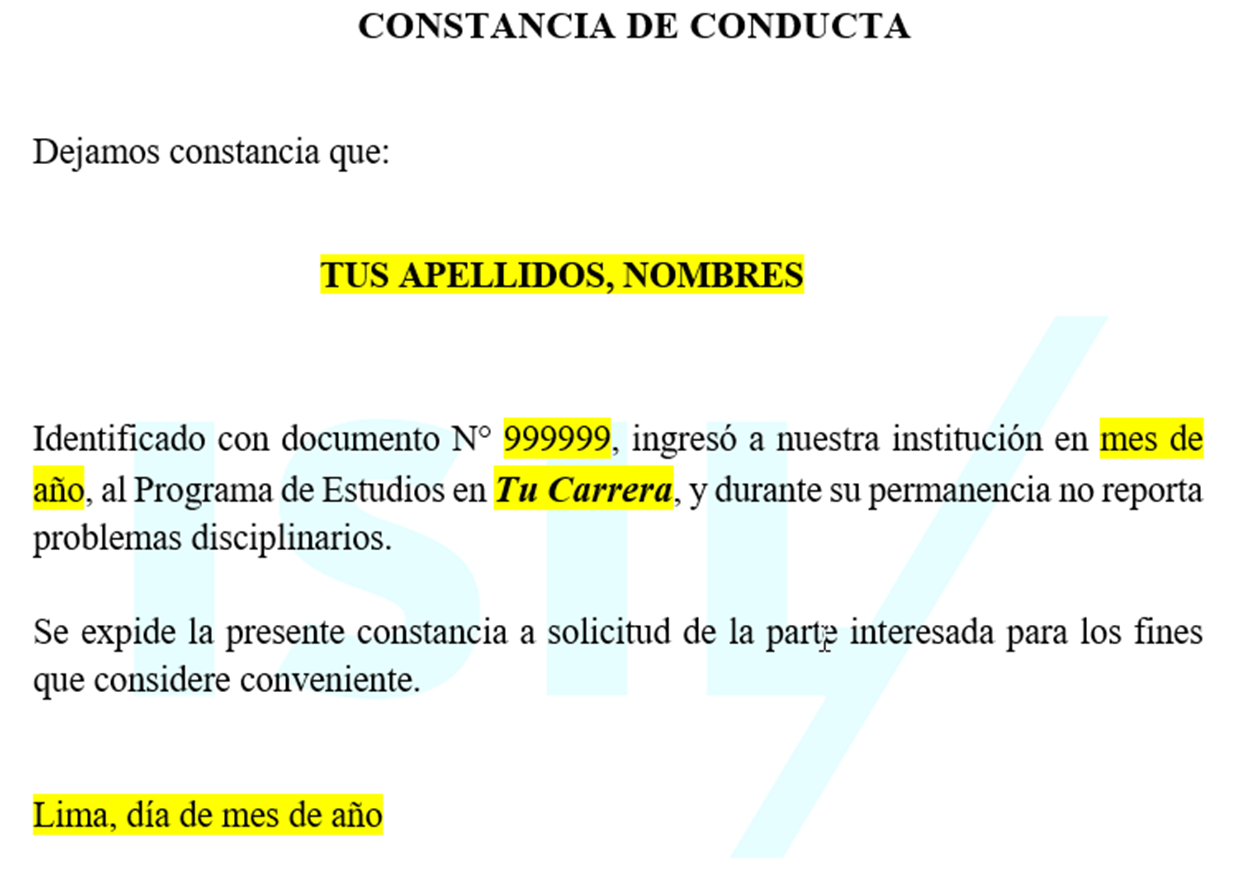 CONSTANCIA DE CONDUCTA
Dejamos constancia que:
TUS APELLIDOS, NOMBRES
Identificado con documento N° 999999, ingresó a nuestra institución en mes de
año, al Programa de Estudios en Tu Carrera, y durante su permanencia no reporta
problemas disciplinarios.
Se expide la presente constancia a solicitud de la parte interesada para los fines
que considere conveniente.
Lima, día de mes de año
isil